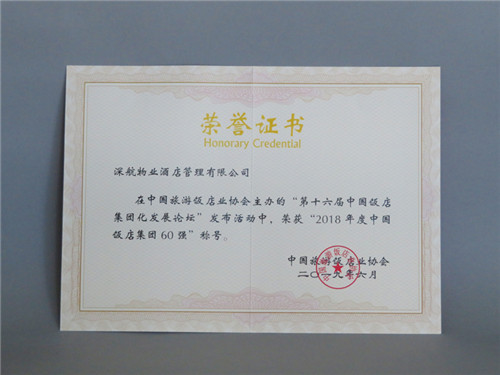 荣誉证书
Honorary Credential
深航物业酒店管理有限公司
在中国旅游饭店业协会主办的“第十六届中国饭店
集团化发展论坛”发布活动中，荣获“2018年度中国
饭店集团60强”称号。
中国旅游饭店业协会
二〇一九年六月